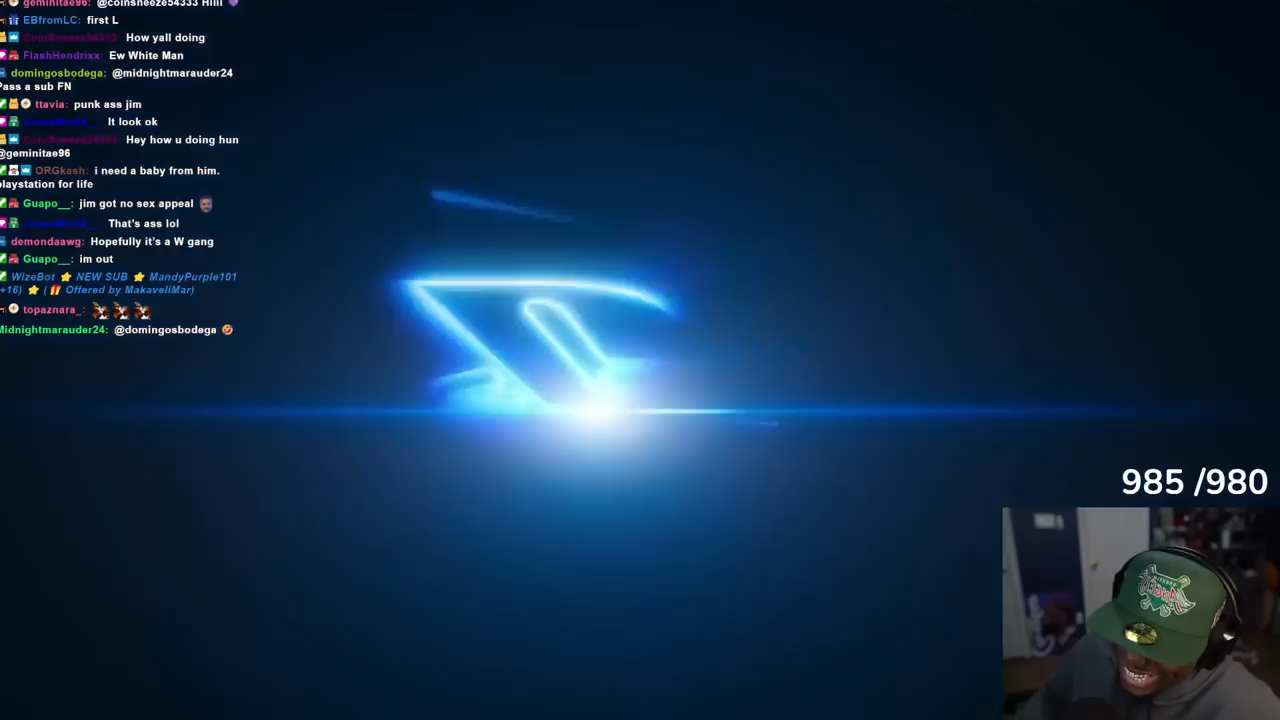 geminitae96: @coinsneeze54333 Hiiii
EBfromLC: first L
How yall doing
FlashHendrixx: Ew White Man
domingosbodega: @midnightmarauder24
Pass a sub FN
ttavia: punk ass jim
It look ok
Hey how u doing hun
@geminitae96
ORGkash: i need a baby from him.
playstation for life
Guapo__: jim got no sex appeal
That's ass lol
demondaawg: Hopefully it's a W gang
Guapo__: im out
WizeBot ⭐ NEW SUB ⭐ MandyPurple101
+16) ⭐ (🎁 Offered by MakaveliMar)
topaznara_:
Midnightmarauder24: @domingosbodega 🤣
985 /980